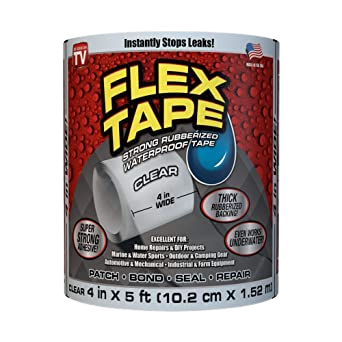 Instantly Stops Leaks!
AS SEEN ON
TV
FLEX
TAPE
STRONG RUBBERIZED
WATERPROOF TAPE
CLEAR
4 in
WIDE
SUPER
STRONG
ADHESIVE!
THICK
RUBBERIZED
BACKING!
EVEN WORKS
UNDERWATER!
EXCELLENT FOR:
Home Repairs & DIY Projects
Marine & Water Sports • Outdoor & Camping Gear
Automotive & Mechanical • Industrial & Farm Equipment
PATCH • BOND • SEAL • REPAIR
CLEAR 4 in X 5 ft (10.2 cm X 1.52 m)